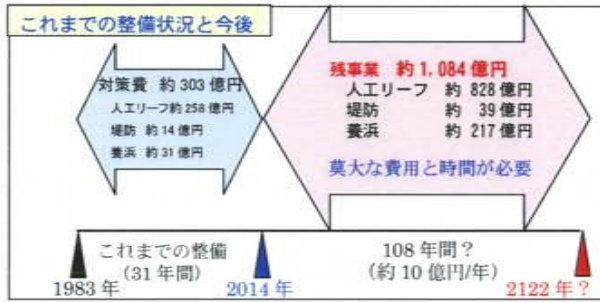 これまでの整備状況と今後
対策費 約303億円
人工リーフ約258億円
堤防 約14億円
養浜 約31億円
残事業 約1,084億円
人工リーフ 約828億円
堤防 約39億円
養浜 約217億円
莫大な費用と時間が必要
これまでの整備
(31年間)
108年間?
(約10億円/年)
1983年
2014年
2122年?